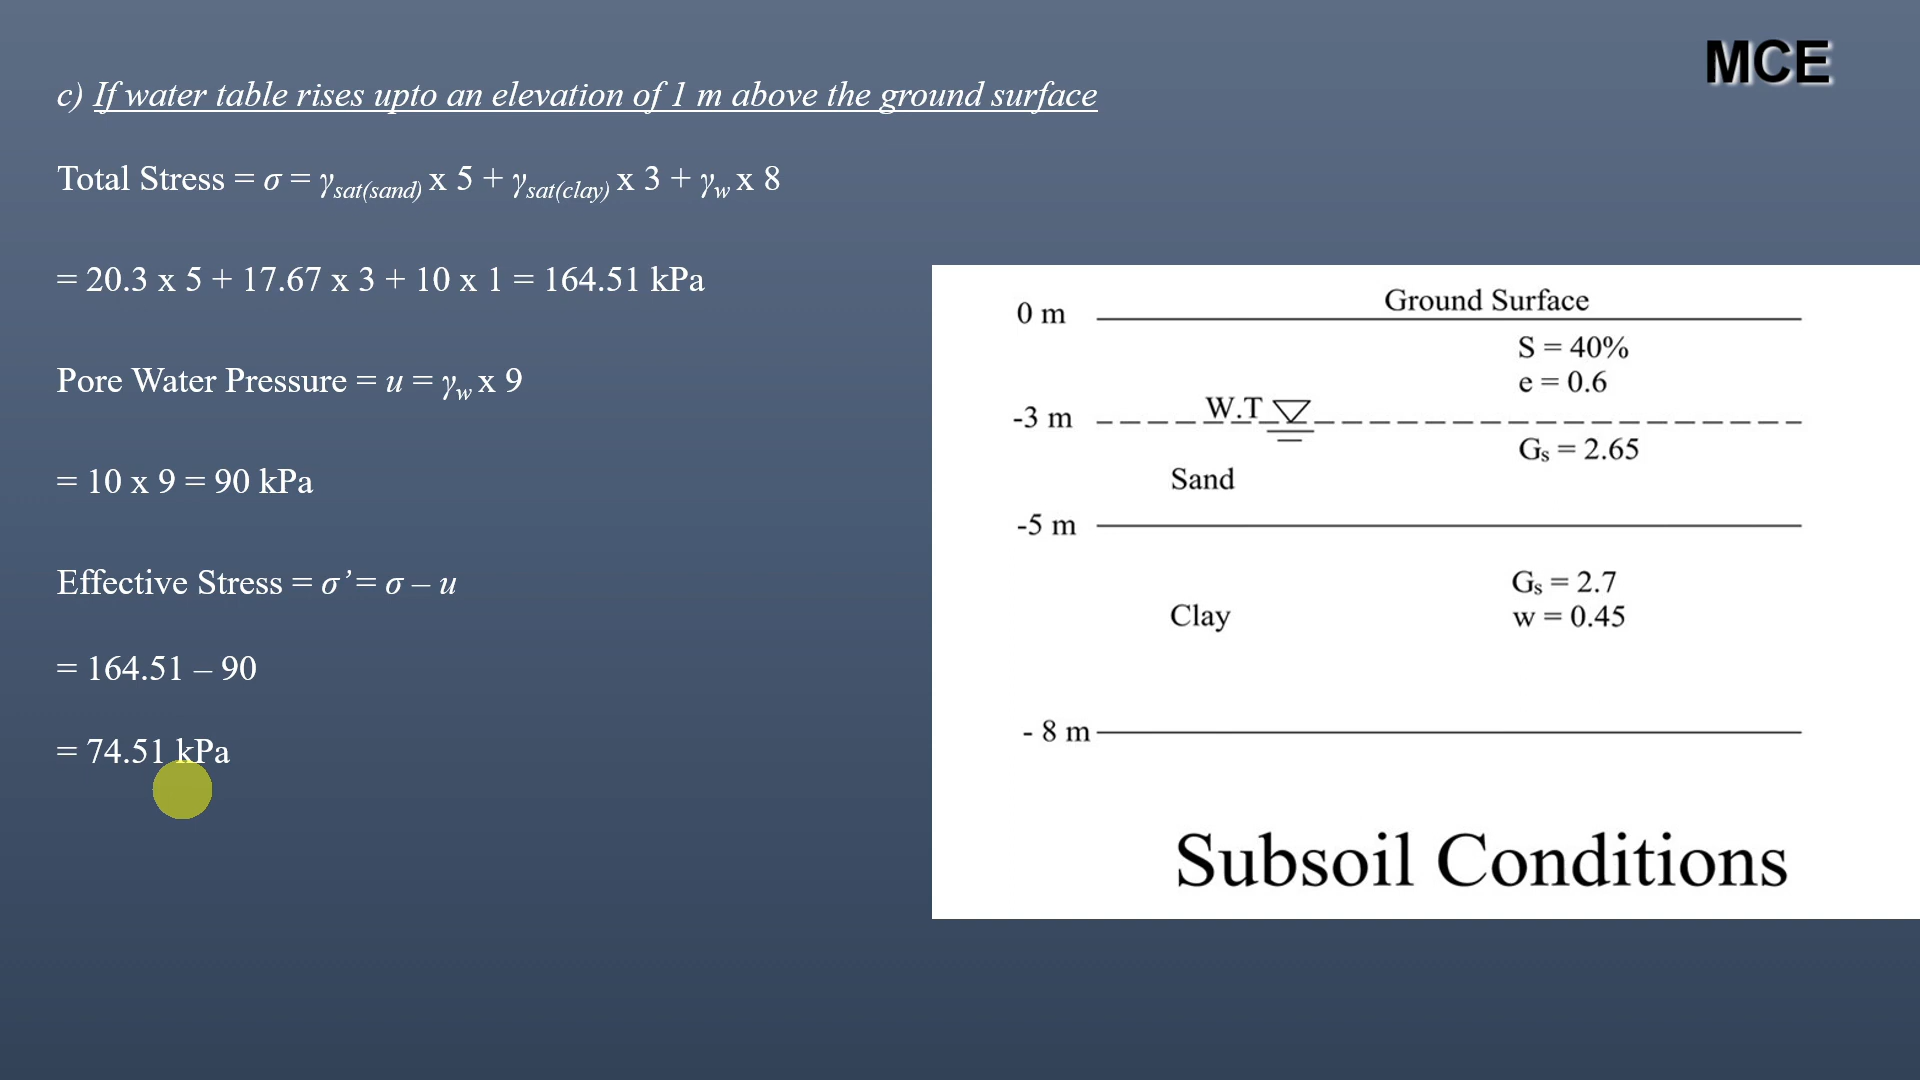 MCE
c) If water table rises upto an elevation of 1 m above the ground surface
Total Stress = σ = γsat(sand) x 5 + γsat(clay) x 3 + γw x 8
= 20.3 x 5 + 17.67 x 3 + 10 x 1 = 164.51 kPa
Pore Water Pressure = u = γw x 9
= 10 x 9 = 90 kPa
Effective Stress = σ’= σ – u
= 164.51 – 90
= 74.51 kPa
Ground Surface
0 m
S = 40%
e = 0.6
W.T
-3 m
Gs = 2.65
Sand
-5 m
Gs = 2.7
Clay
w = 0.45
- 8 m
Subsoil Conditions